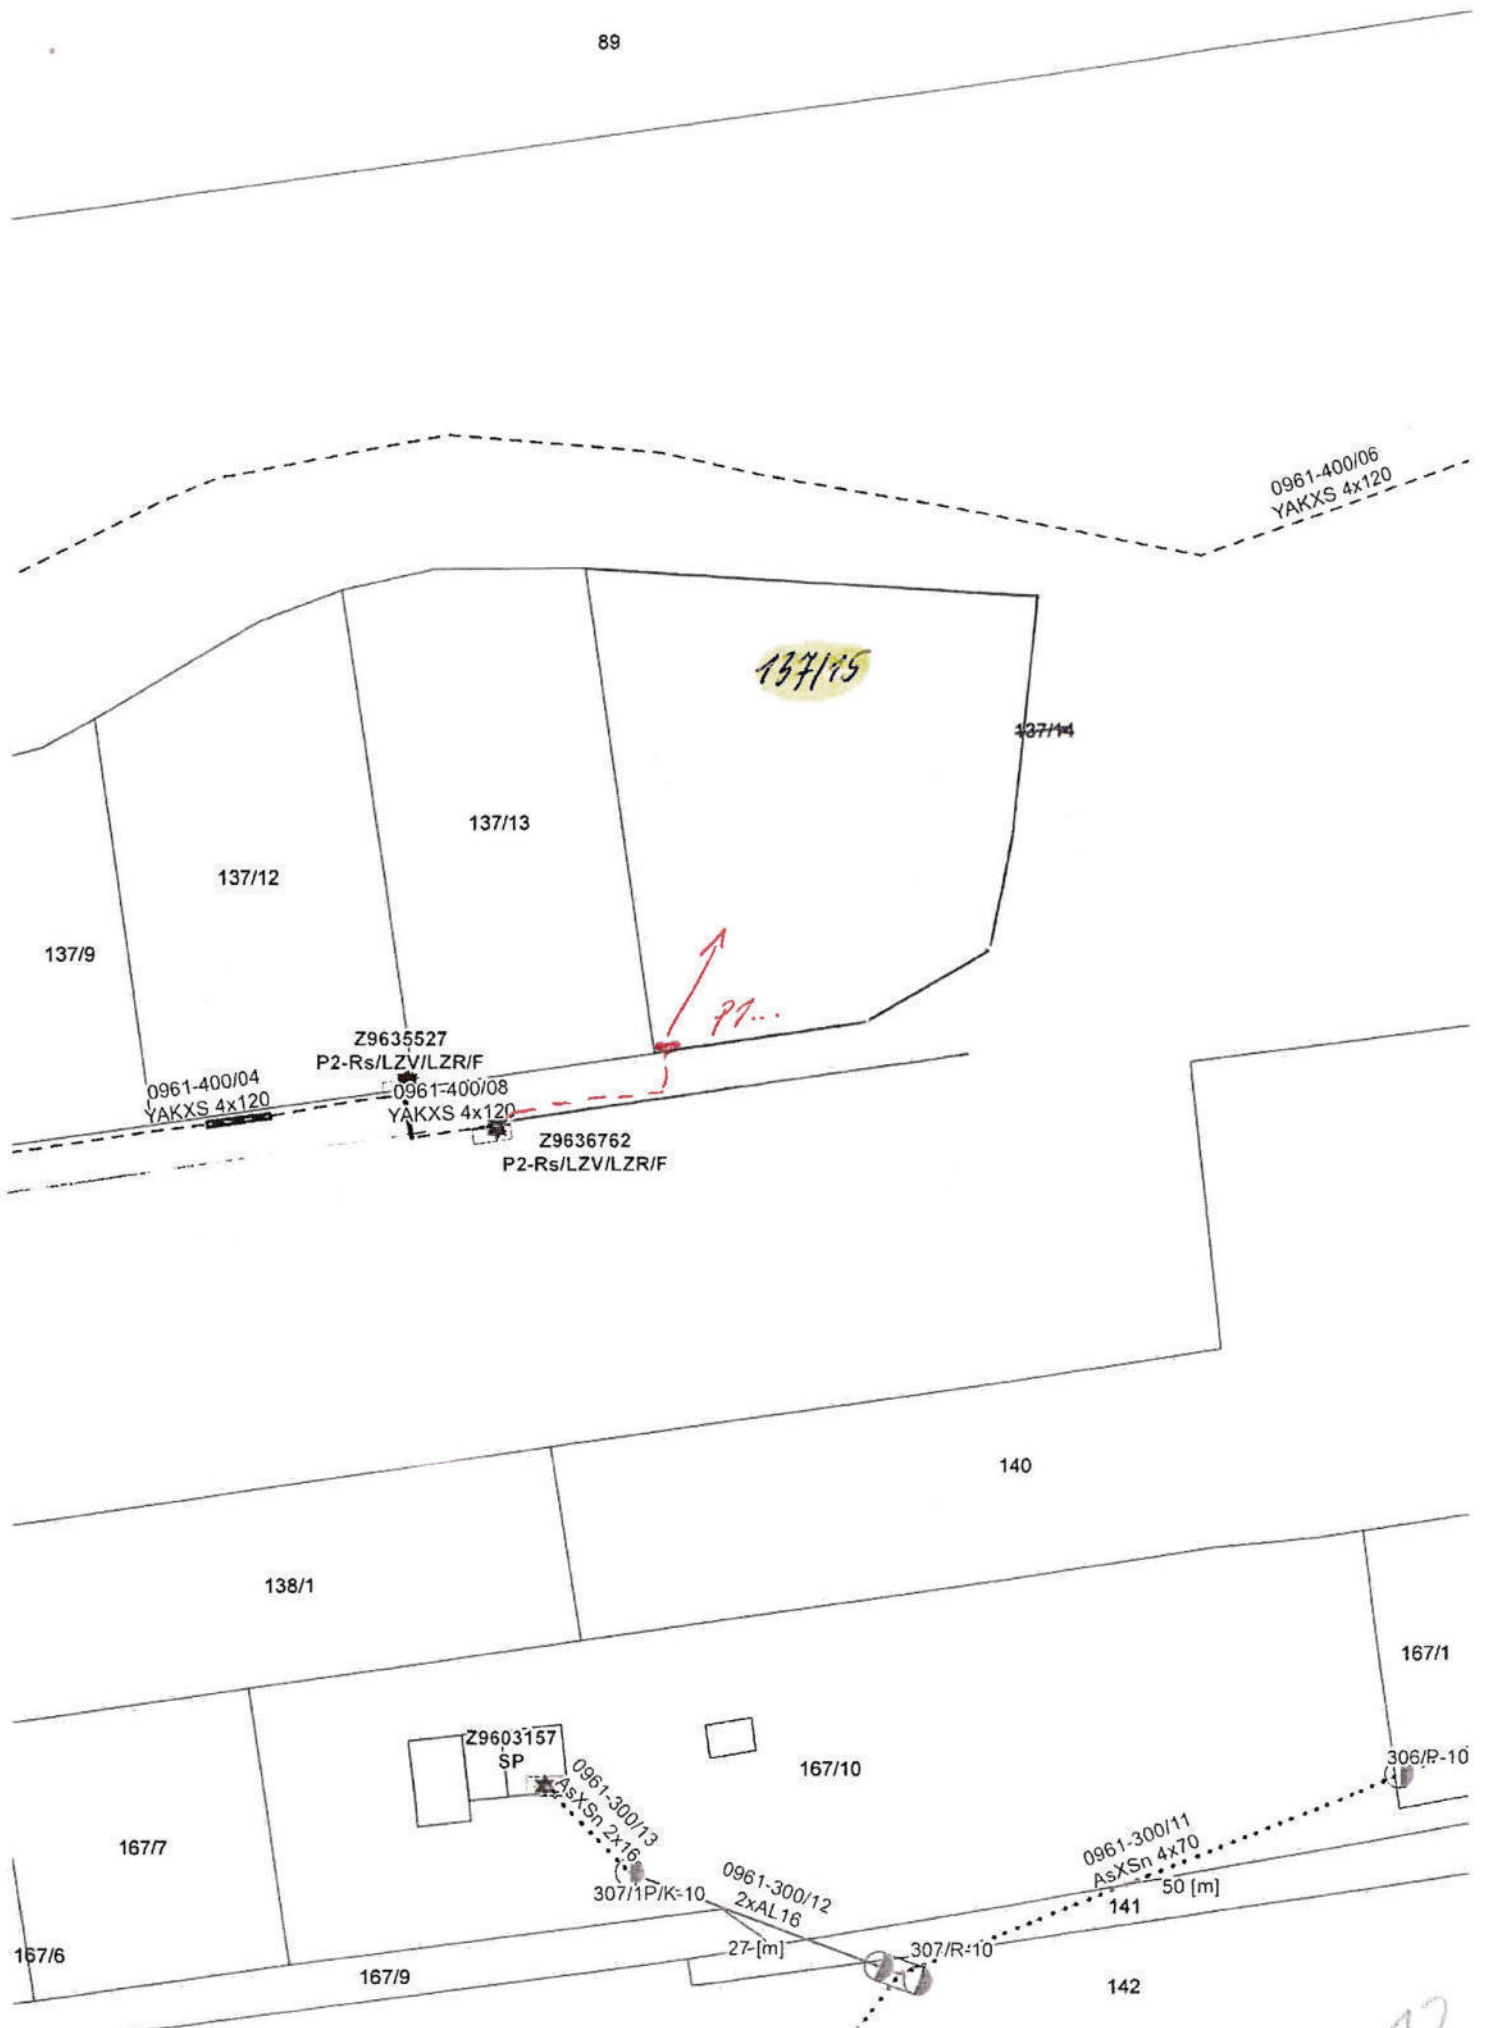 89
0961-400/06
YAKXS 4x120
137/15
137/14
137/13
137/12
137/9
P1...
Z9635527
P2-Rs/LZV/LZR/F
0961-400/04
YAKXS 4x120
0961-400/08
YAKXS 4x120
Z9636762
P2-Rs/LZV/LZR/F
140
138/1
167/1
Z9603157
SP
0961-300/13
AsXSn 2x16
167/10
306/P-10
167/7
0961-300/11
AsXSn 4x70
50 [m]
307/1P/K-10
0961-300/12
2xAL16
141
27-[m]
307/R-10
167/6
167/9
142